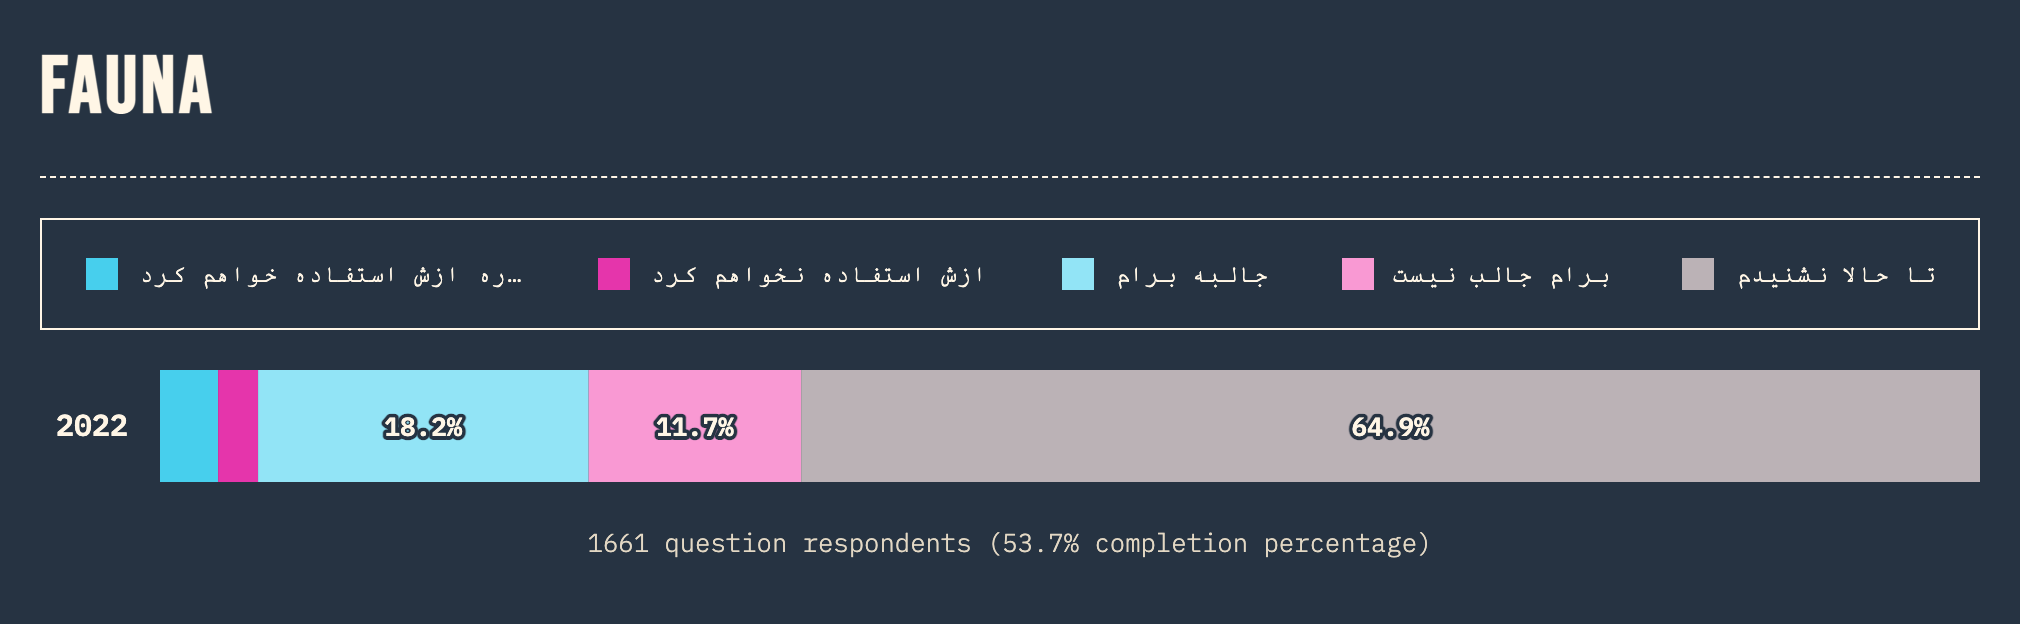 FAUNA
ره ازش استفاده خواهم کرد…
ازش استفاده نخواهم کرد
جالبه برام
برام جالب نیست
تا حالا نشنیدم
2022 18.2% 11.7% 64.9%
1661 question respondents (53.7% completion percentage)